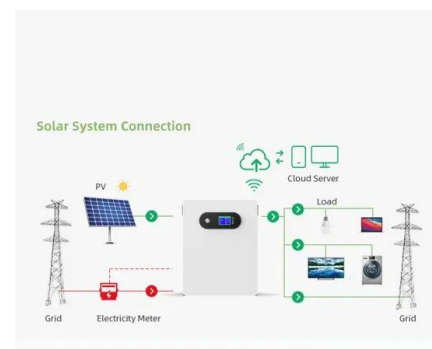 Solar System Connection
Cloud Server
PV
Load
Grid
Electricity Meter
Grid